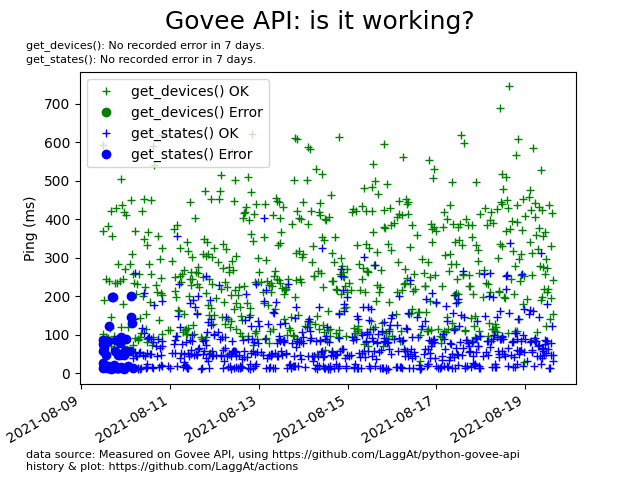 Govee API: is it working?
get_devices(): No recorded error in 7 days.
get_states(): No recorded error in 7 days.
get_devices() OK
get_devices() Error
get_states() OK
get_states() Error
Ping (ms)
700
600
500
400
300
200
100
0
2021-08-09
2021-08-11
2021-08-13
2021-08-15
2021-08-17
2021-08-19
data source: Measured on Govee API, using https://github.com/LaggAt/python-govee-api
history & plot: https://github.com/LaggAt/actions